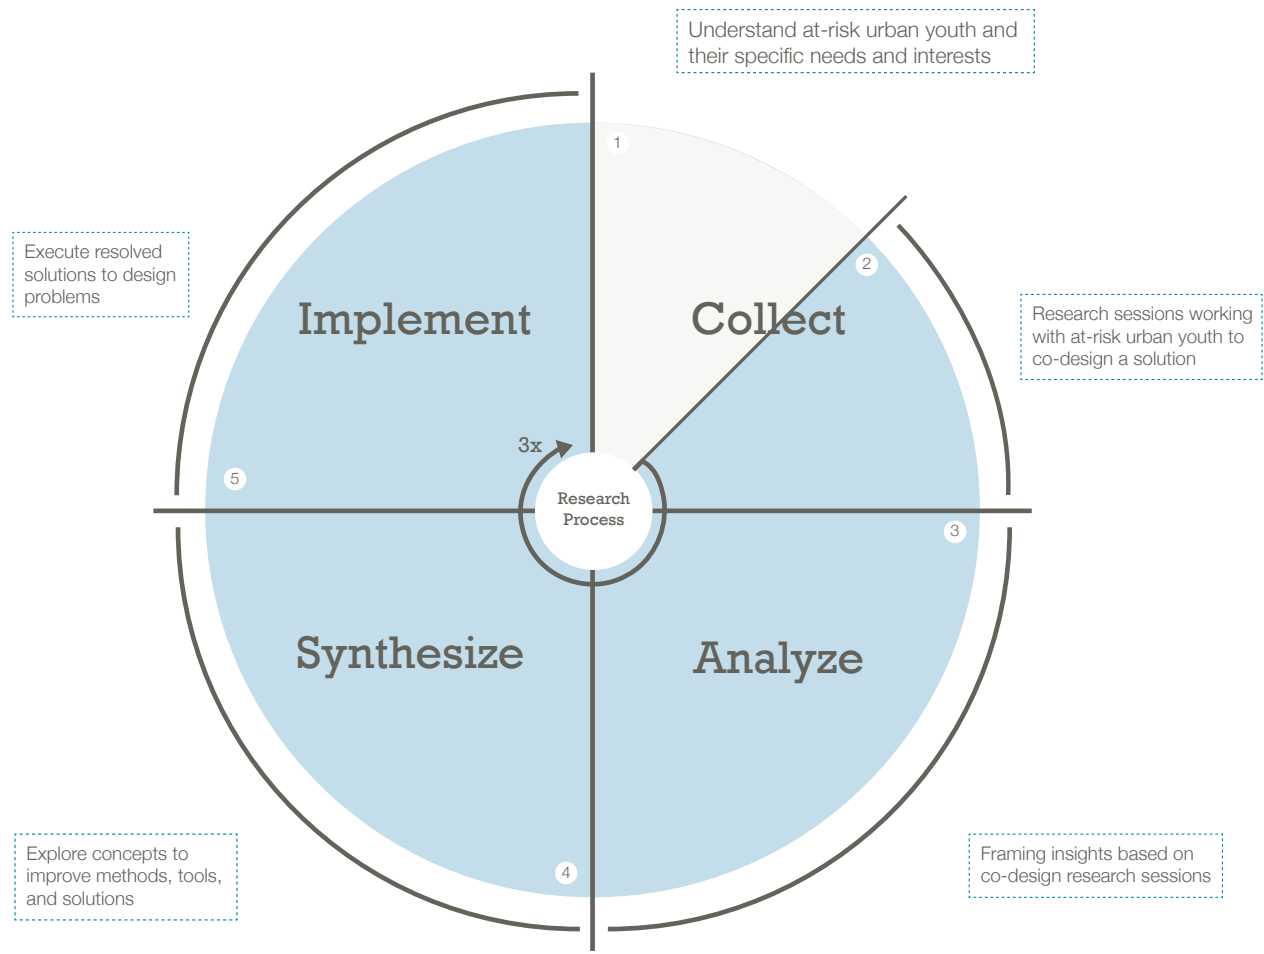 Understand at-risk urban youth and
their specific needs and interests
1
2
Execute resolved
solutions to design
problems
Implement
Collect
Research sessions working
with at-risk urban youth to
co-design a solution
3x
5
Research
Process
3
Synthesize
Analyze
4
Explore concepts to
improve methods, tools,
and solutions
Framing insights based on
co-design research sessions